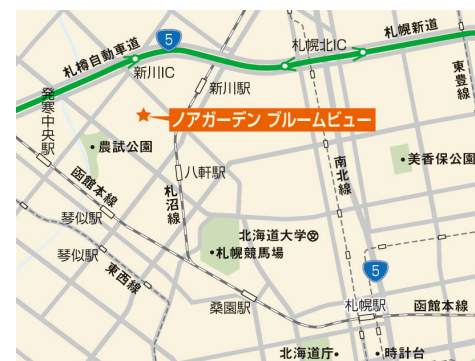 5
札幌新道
札幌北IC
札樽自動車道
新川IC
新川駅
東豊線
発寒中央駅
ノアガーデン ブルームビュー
農試公園
八軒駅
南北線
美香保公園
函館本線
札沼線
琴似駅
北海道大学
札幌競馬場
琴似駅
東西線
5
桑園駅
札幌駅
函館本線
北海道庁
時計台